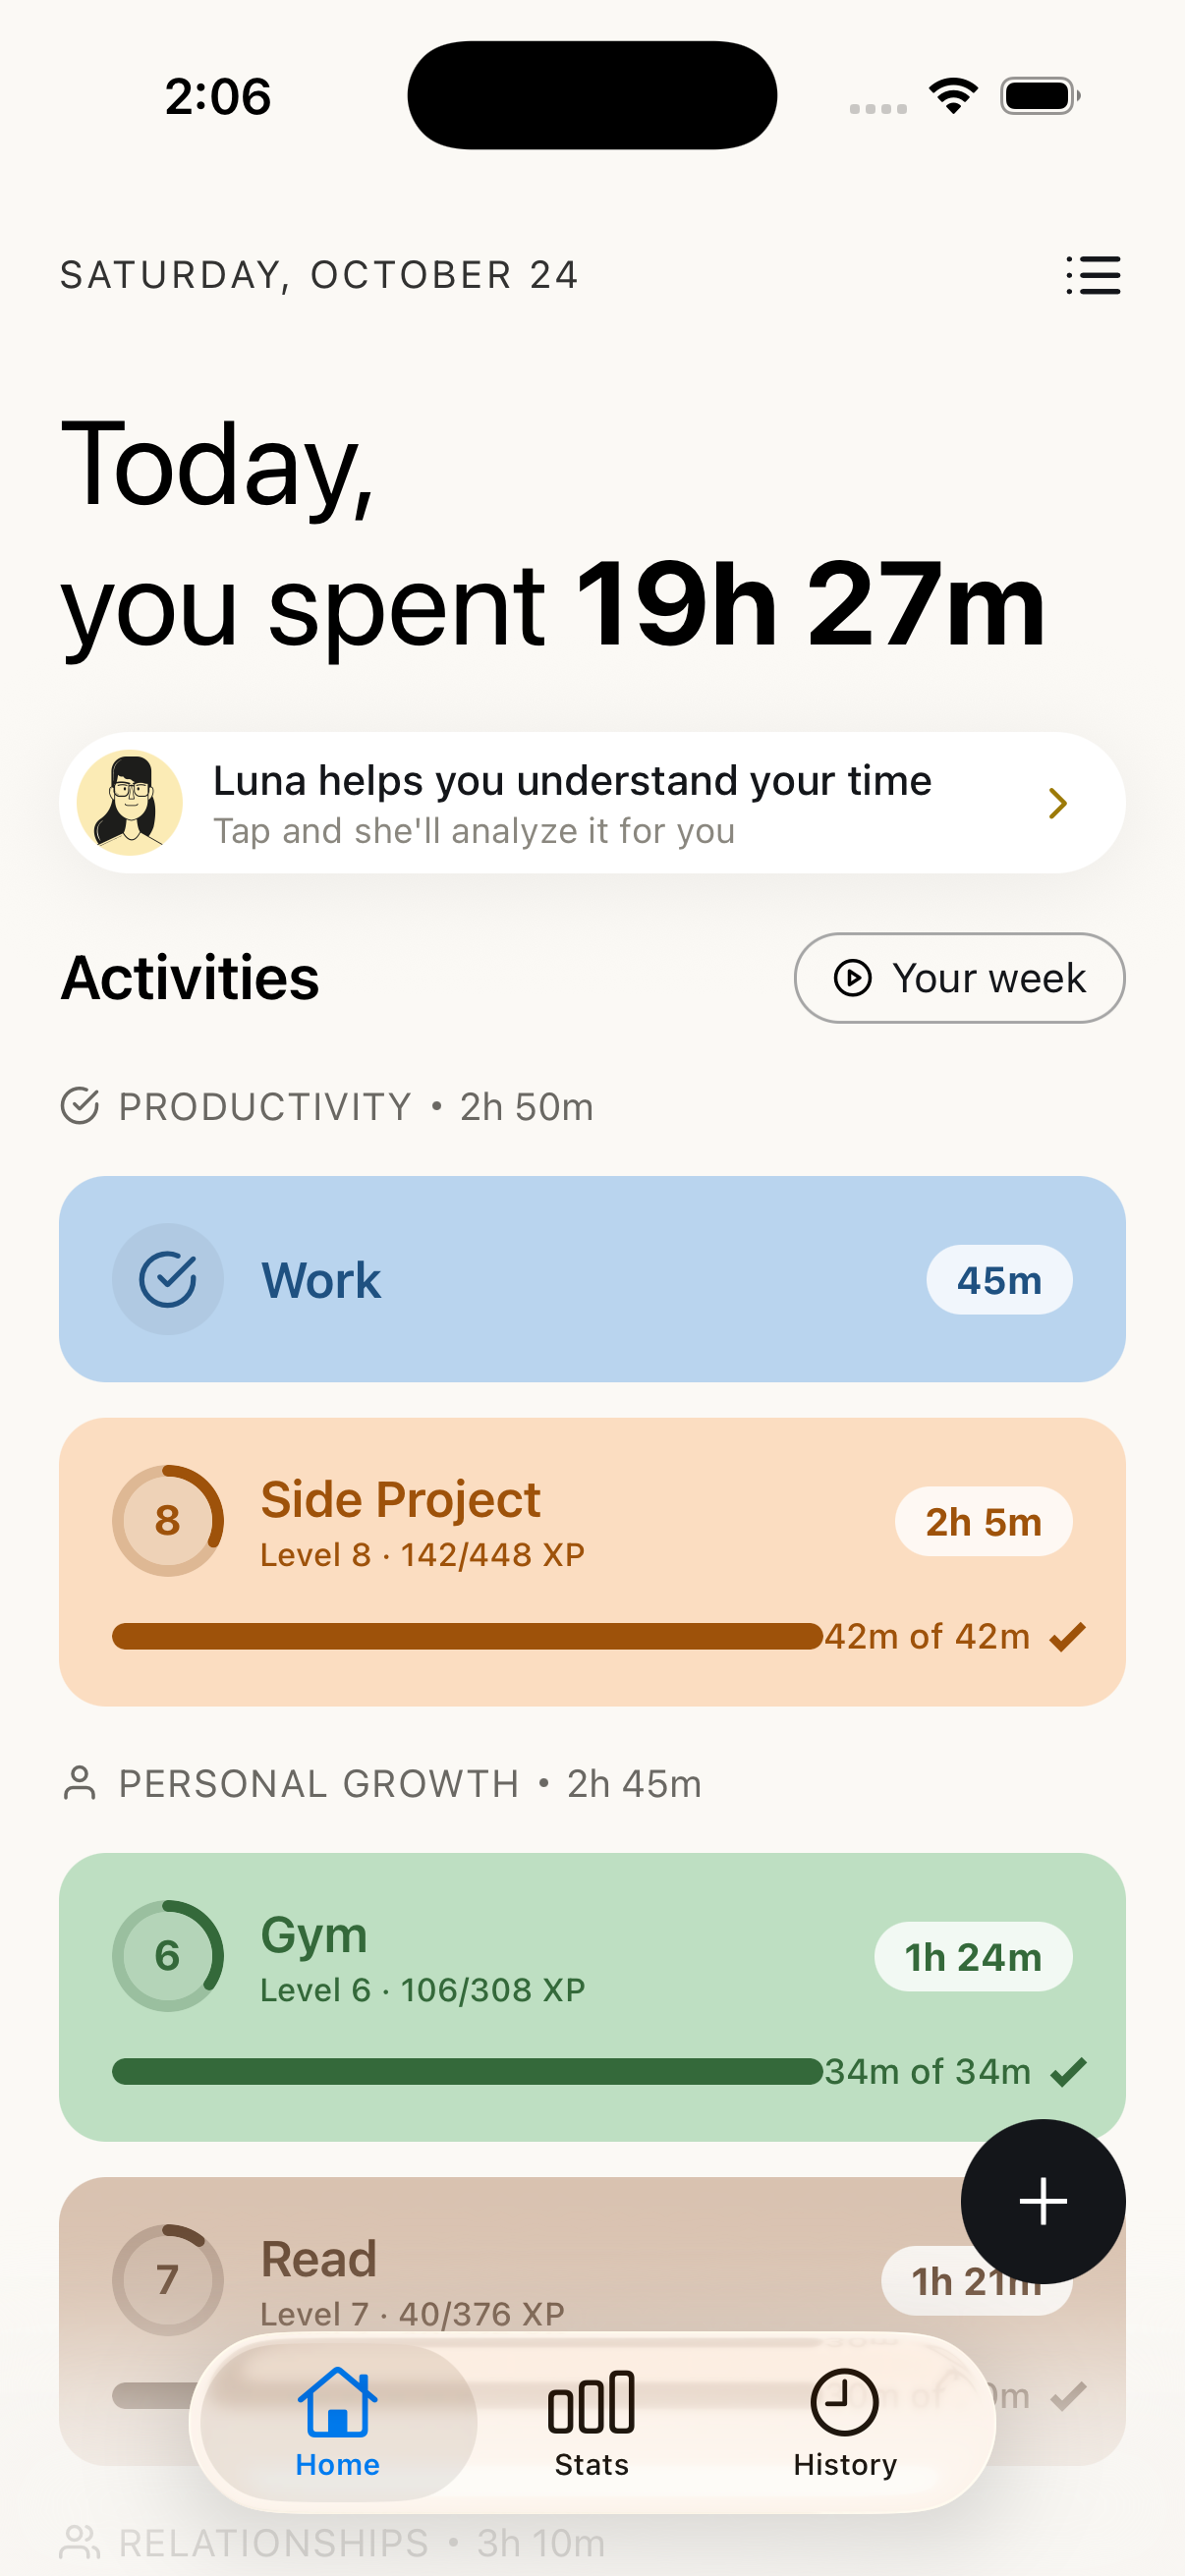 2:06
SATURDAY, OCTOBER 24
Today,
you spent 19h 27m
Luna helps you understand your time
Tap and she'll analyze it for you
Activities
Your week
PRODUCTIVITY • 2h 50m
Work
45m
8
Side Project
Level 8 · 142/448 XP
2h 5m
42m of 42m
PERSONAL GROWTH • 2h 45m
6
Gym
Level 6 · 106/308 XP
1h 24m
34m of 34m
7
Read
Level 7 · 40/376 XP
1h 21m
Home
Stats
History
RELATIONSHIPS • 3h 10m